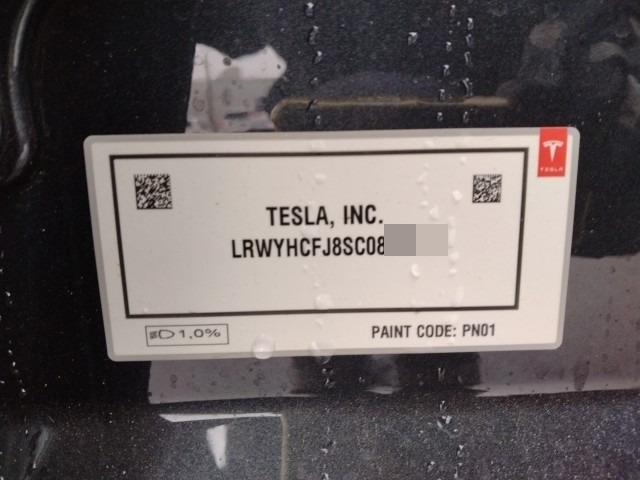 TESLA
TESLA, INC.
LRWYHCFJ8SC08
1.0%
PAINT CODE: PN01